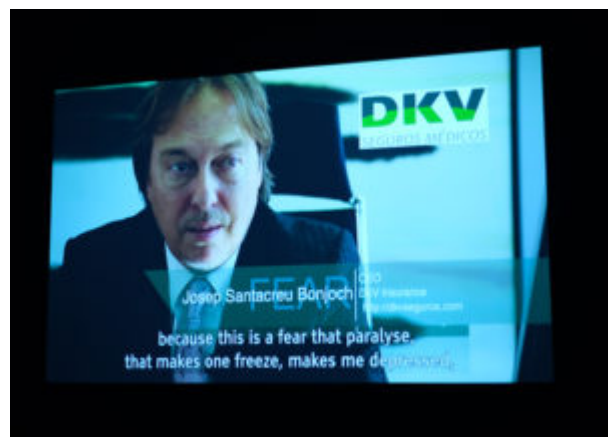 DKV
SEGUROS MÉDICOS
FEAR
Josep Santacreu Bonjoch
CEO
DKV Insurance
because this is a fear that paralyse,
that makes one freeze, makes me depressed,